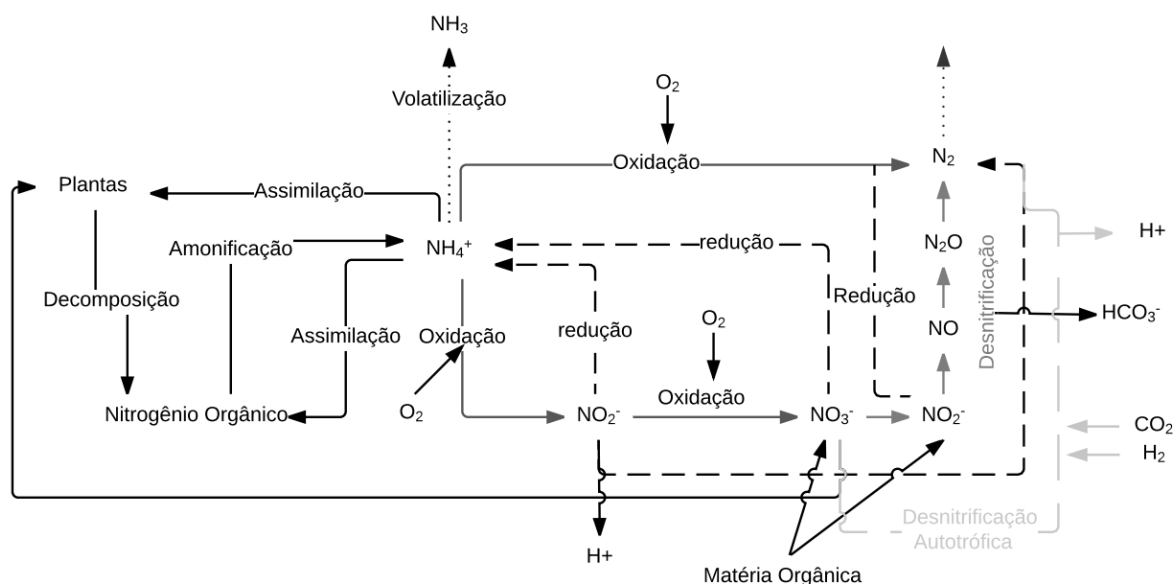 NH₃
Volatilização
O₂
Oxidação
N₂
Plantas
Assimilação
H+
Amonificação
NH₄⁺
redução
N₂O
Decomposição
Redução
Desnitrificação
HCO₃⁻
Assimilação
Oxidação
redução
O₂
NO
Oxidação
Nitrogênio Orgânico
O₂
NO₂⁻
NO₃⁻
NO₂⁻
CO₂
H₂
Desnitrificação
Autotrófica
H+
Matéria Orgânica